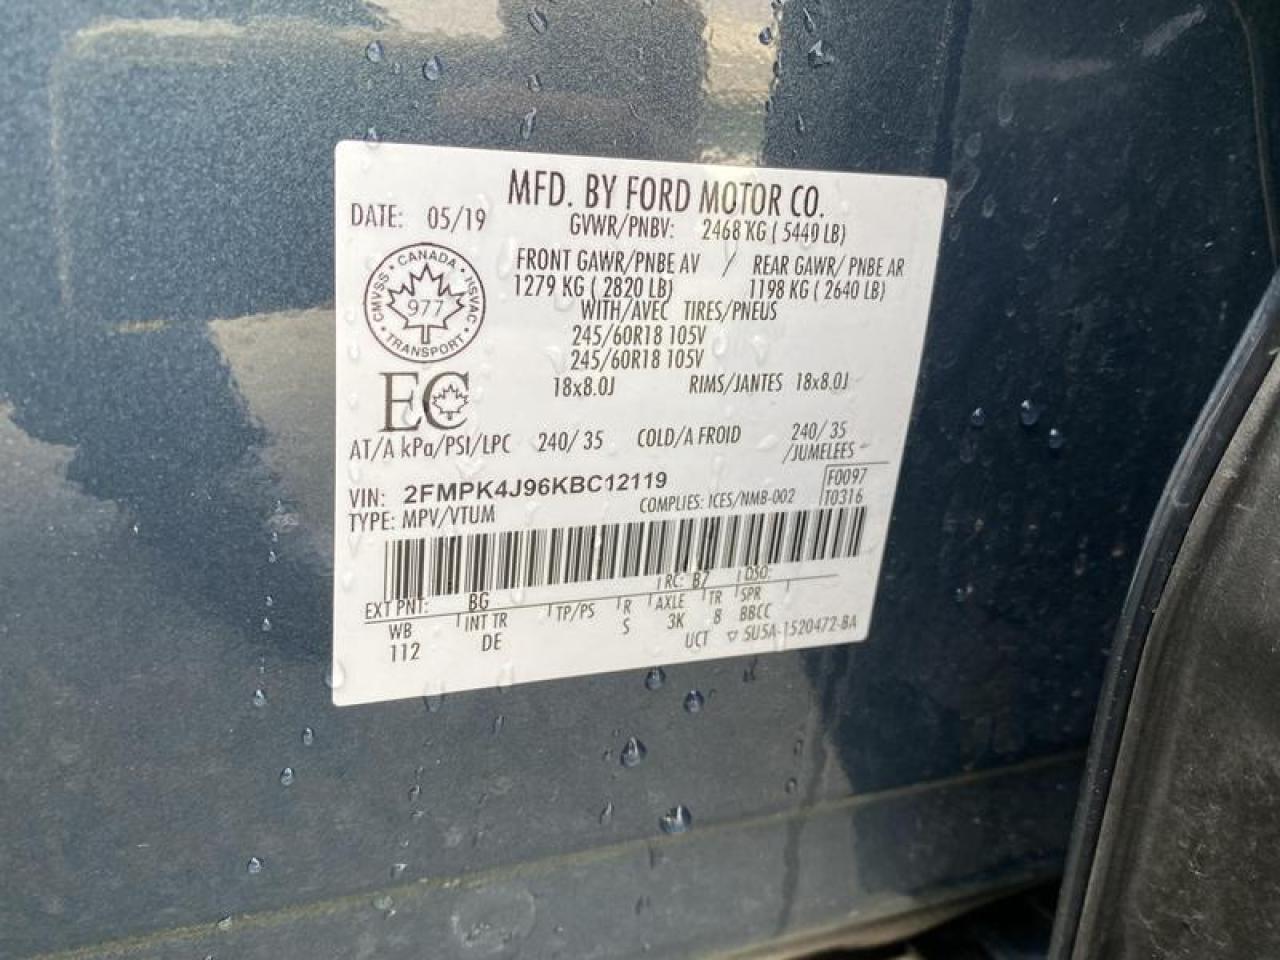 MFD. BY FORD MOTOR CO.
DATE: 05/19
GVWR/PNBV: 2468 KG ( 5440 LB)
FRONT GAWR/PNBE AV / REAR GAWR/ PNBE AR
1279 KG ( 2820 LB) 1198 KG ( 2640 LB)
WITH/AVEC TIRES/PNEUS
245/60R18 105V
245/60R18 105V
18x8.0J RIMS/JANTES 18x8.0J
CMVSS • CANADA • NSVAC • TRANSPORT •
977
EC
AT/A kPa/PSI/LPC 240/ 35 COLD/A FROID 240/ 35
/JUMELEES -
VIN: 2FMPK4J96KBC12119
F0097
TYPE: MPV/VTUM COMPLIES: ICES/NMB-002 T0316
RC: B7 DSO:
EXT PNT: BG
WB INT TR TP/PS R AXLE TR SPR
112 DE S 3K 8 BBCC
UCT ▽ SU5A-1520472-BA